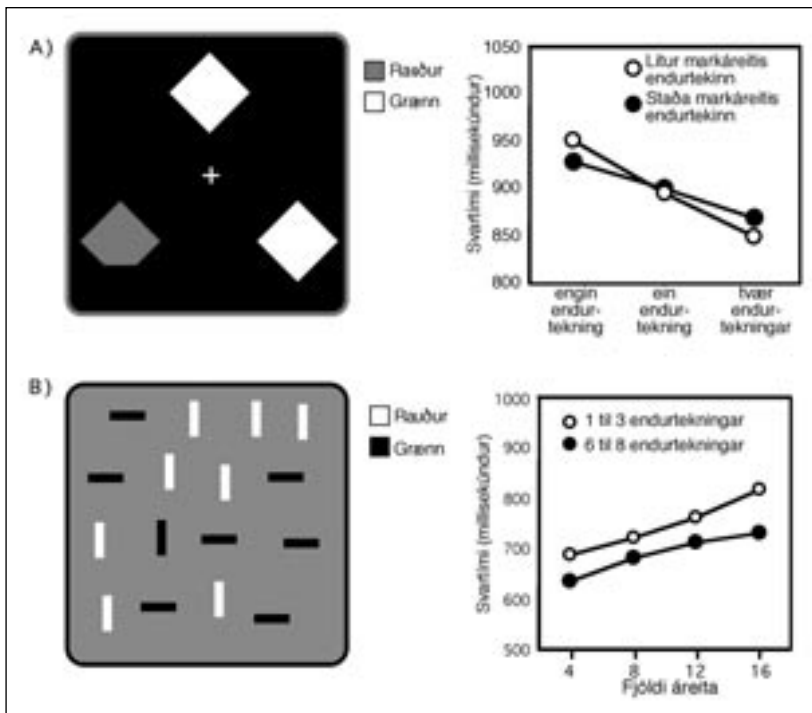 A)
Rasður
Grænn
1050
1000
950
900
850
800
Svartími (millisekúndur)
Litur markáreitis
endurtekinn
Staða markáreitis
endurtekinn
engin
endur-
tekning
ein
endur-
tekning
tvær
endur-
tekningar
B)
Rauður
Grænn
1000
900
800
700
600
500
Svartími (millisekúndur)
1 til 3 endurtekningar
6 til 8 endurtekningar
4
8
12
16
Fjöldi áreita